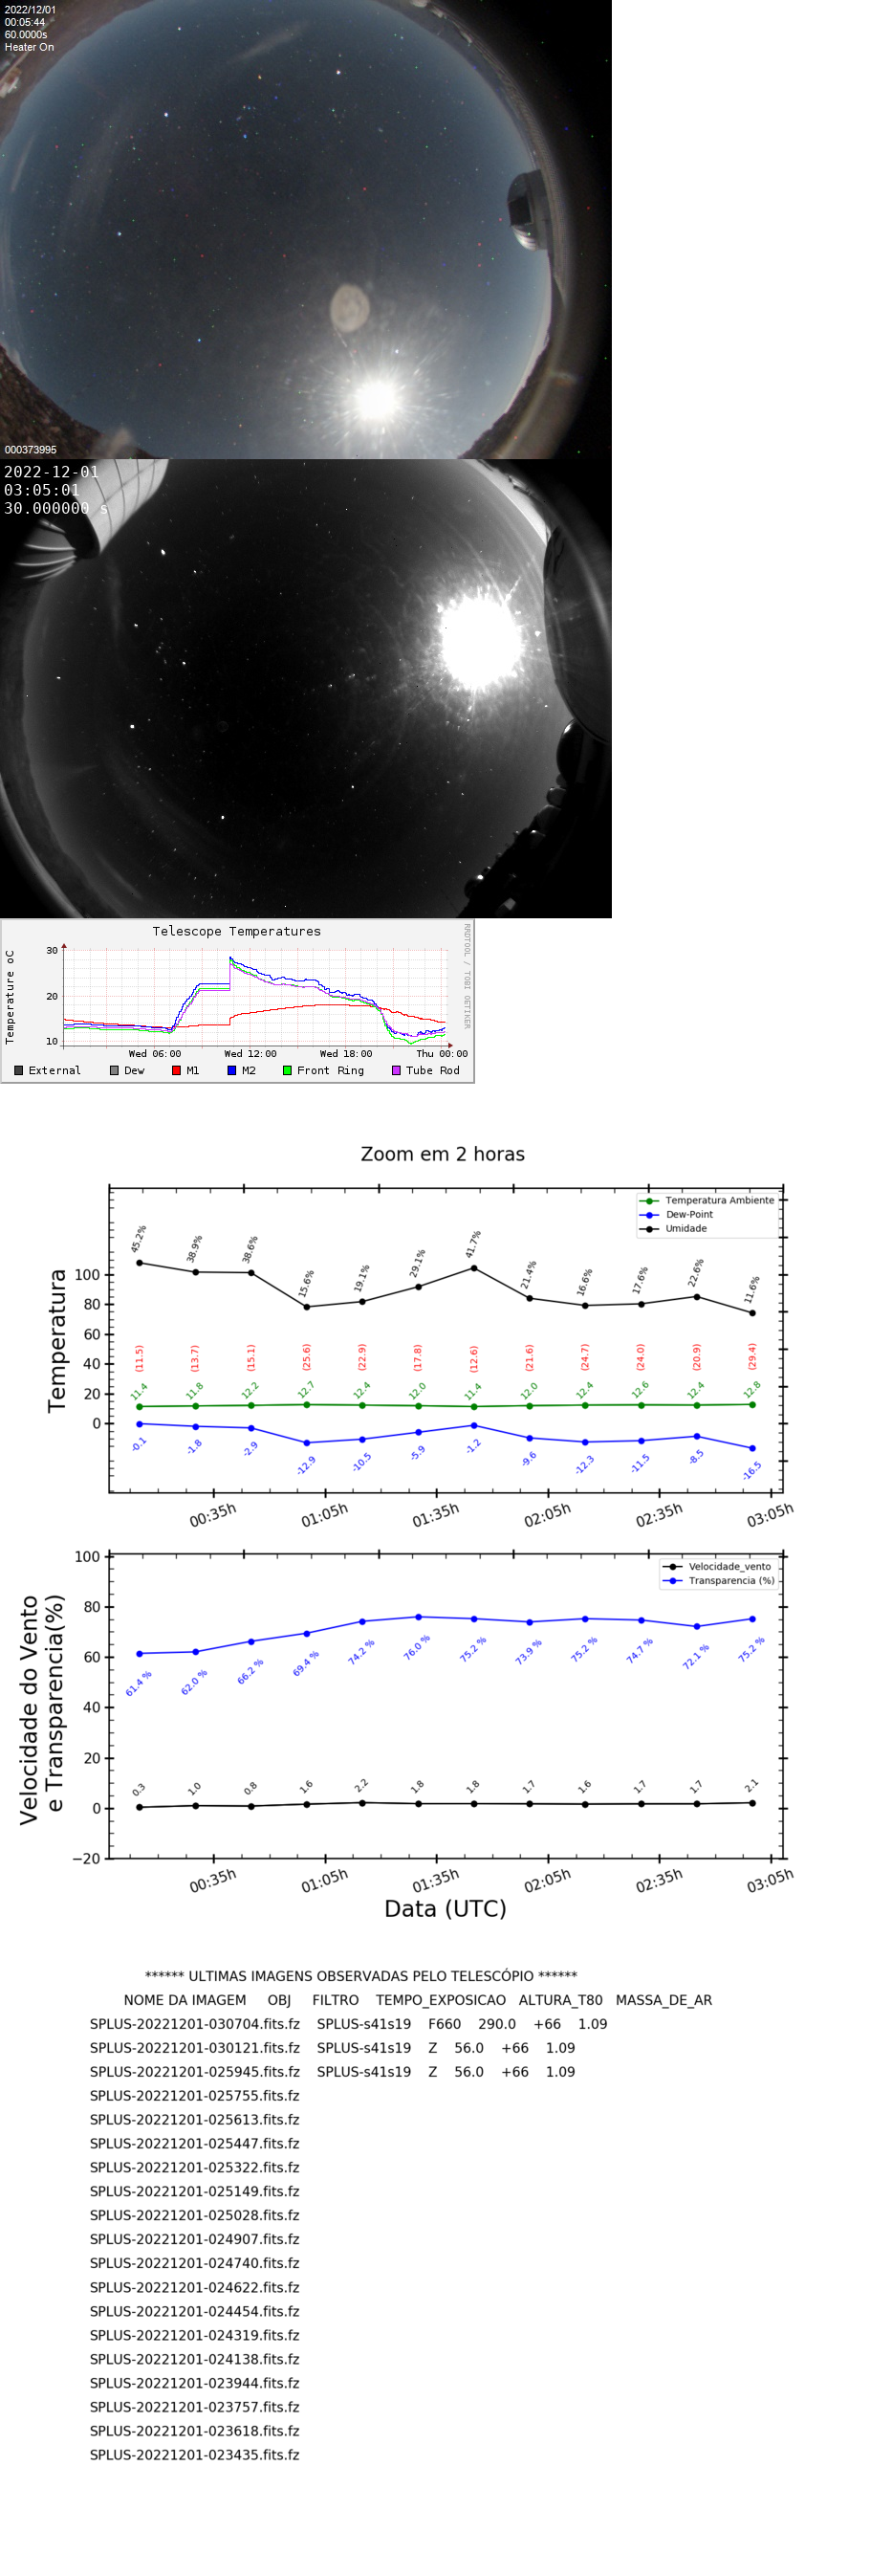 2022/12/01
00:05:44
60.0000s
Heater On
000373995
2022-12-01
03:05:01
30.000000 s
Telescope Temperatures
RRDTOOL / TOBI OETIKER
Temperature oC
30
20
10
Wed 06:00 Wed 12:00 Wed 18:00 Thu 00:00
External Dew M1 M2 Front Ring Tube Rod
Zoom em 2 horas
Temperatura
Temperatura Ambiente
Dew-Point
Umidade
45.2% 38.9% 38.6% 15.6% 19.1% 29.1% 41.7% 21.4% 16.6% 17.6% 22.6% 11.6%
100
80
60
40
20
0
(11.5) (13.7) (15.1) (25.6) (22.9) (17.8) (12.6) (21.6) (24.7) (24.0) (20.9) (29.4)
11.4 11.8 12.2 12.7 12.4 12.0 11.4 12.0 12.4 12.6 12.4 12.8
-0.1 -1.8 -2.9 -12.9 -10.5 -5.9 -1.2 -9.6 -12.3 -11.5 -8.5 -16.5
00:35h 01:05h 01:35h 02:05h 02:35h 03:05h
Velocidade do Vento
e Transparencia(%)
Velocidade_vento
Transparencia (%)
100
80
60
40
20
0
−20
61.4 % 62.0 % 66.2 % 69.4 % 74.2 % 76.0 % 75.2 % 73.9 % 75.2 % 74.7 % 72.1 % 75.2 %
0.3 1.0 0.8 1.6 2.2 1.8 1.8 1.7 1.6 1.7 1.7 2.1
00:35h 01:05h 01:35h 02:05h 02:35h 03:05h
Data (UTC)
****** ULTIMAS IMAGENS OBSERVADAS PELO TELESCÓPIO ******
NOME DA IMAGEM OBJ FILTRO TEMPO_EXPOSICAO ALTURA_T80 MASSA_DE_AR
SPLUS-20221201-030704.fits.fz SPLUS-s41s19 F660 290.0 +66 1.09
SPLUS-20221201-030121.fits.fz SPLUS-s41s19 Z 56.0 +66 1.09
SPLUS-20221201-025945.fits.fz SPLUS-s41s19 Z 56.0 +66 1.09
SPLUS-20221201-025755.fits.fz
SPLUS-20221201-025613.fits.fz
SPLUS-20221201-025447.fits.fz
SPLUS-20221201-025322.fits.fz
SPLUS-20221201-025149.fits.fz
SPLUS-20221201-025028.fits.fz
SPLUS-20221201-024907.fits.fz
SPLUS-20221201-024740.fits.fz
SPLUS-20221201-024622.fits.fz
SPLUS-20221201-024454.fits.fz
SPLUS-20221201-024319.fits.fz
SPLUS-20221201-024138.fits.fz
SPLUS-20221201-023944.fits.fz
SPLUS-20221201-023757.fits.fz
SPLUS-20221201-023618.fits.fz
SPLUS-20221201-023435.fits.fz